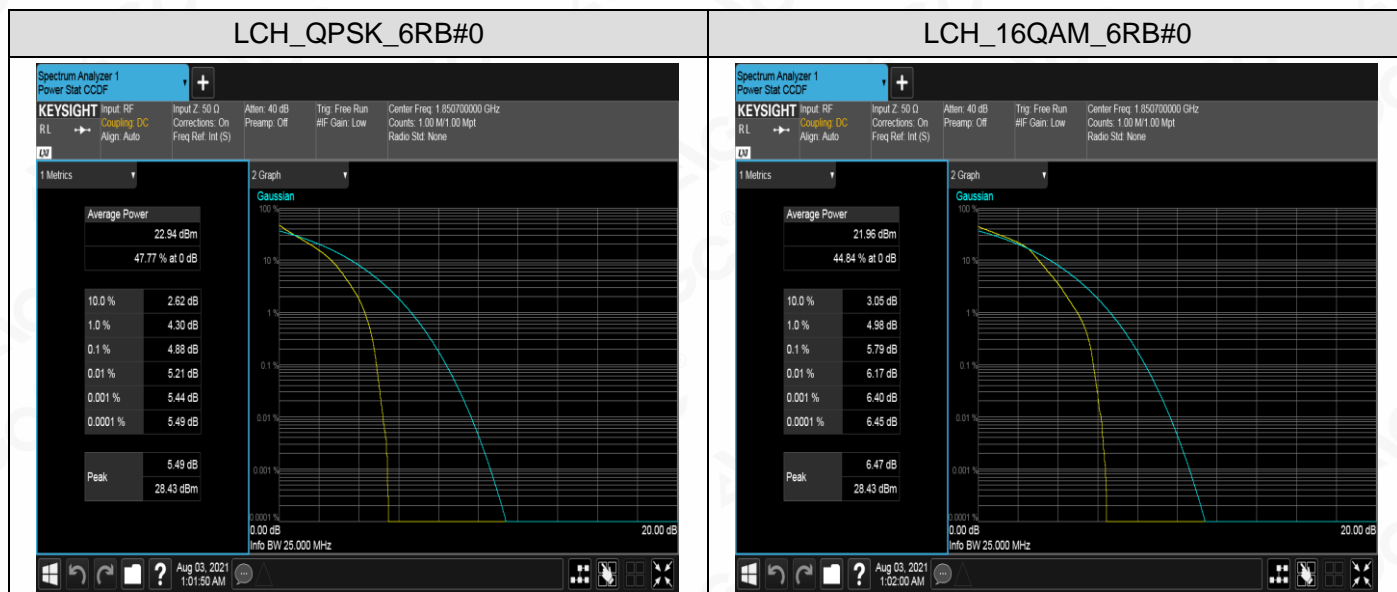 LCH_QPSK_6RB#0
Spectrum Analyzer 1
Power Stat CCDF
+
KEYSIGHT
RL
Input: RF
Coupling: DC
Align: Auto
Input Z: 50 Ω
Corrections: On
Freq Ref: Int (S)
Atten: 40 dB
Preamp: Off
Trig: Free Run
#IF Gain: Low
Center Freq: 1.850700000 GHz
Counts: 1.00 M/1.00 Mpt
Radio Std: None
1 Metrics
Average Power
22.94 dBm
47.77 % at 0 dB
10.0 % 2.62 dB
1.0 % 4.30 dB
0.1 % 4.88 dB
0.01 % 5.21 dB
0.001 % 5.44 dB
0.0001 % 5.49 dB
Peak 5.49 dB
28.43 dBm
2 Graph
Gaussian
100 %
10 %
1 %
0.1 %
0.01 %
0.001 %
0.0001 %
0.00 dB 20.00 dB
Info BW 25.000 MHz
? Aug 03, 2021
1:01:50 AM
LCH_16QAM_6RB#0
Spectrum Analyzer 1
Power Stat CCDF
+
KEYSIGHT
RL
Input: RF
Coupling: DC
Align: Auto
Input Z: 50 Ω
Corrections: On
Freq Ref: Int (S)
Atten: 40 dB
Preamp: Off
Trig: Free Run
#IF Gain: Low
Center Freq: 1.850700000 GHz
Counts: 1.00 M/1.00 Mpt
Radio Std: None
1 Metrics
Average Power
21.96 dBm
44.84 % at 0 dB
10.0 % 3.05 dB
1.0 % 4.98 dB
0.1 % 5.79 dB
0.01 % 6.17 dB
0.001 % 6.40 dB
0.0001 % 6.45 dB
Peak 6.47 dB
28.43 dBm
2 Graph
Gaussian
100 %
10 %
1 %
0.1 %
0.01 %
0.001 %
0.0001 %
0.00 dB 20.00 dB
Info BW 25.000 MHz
? Aug 03, 2021
1:02:00 AM